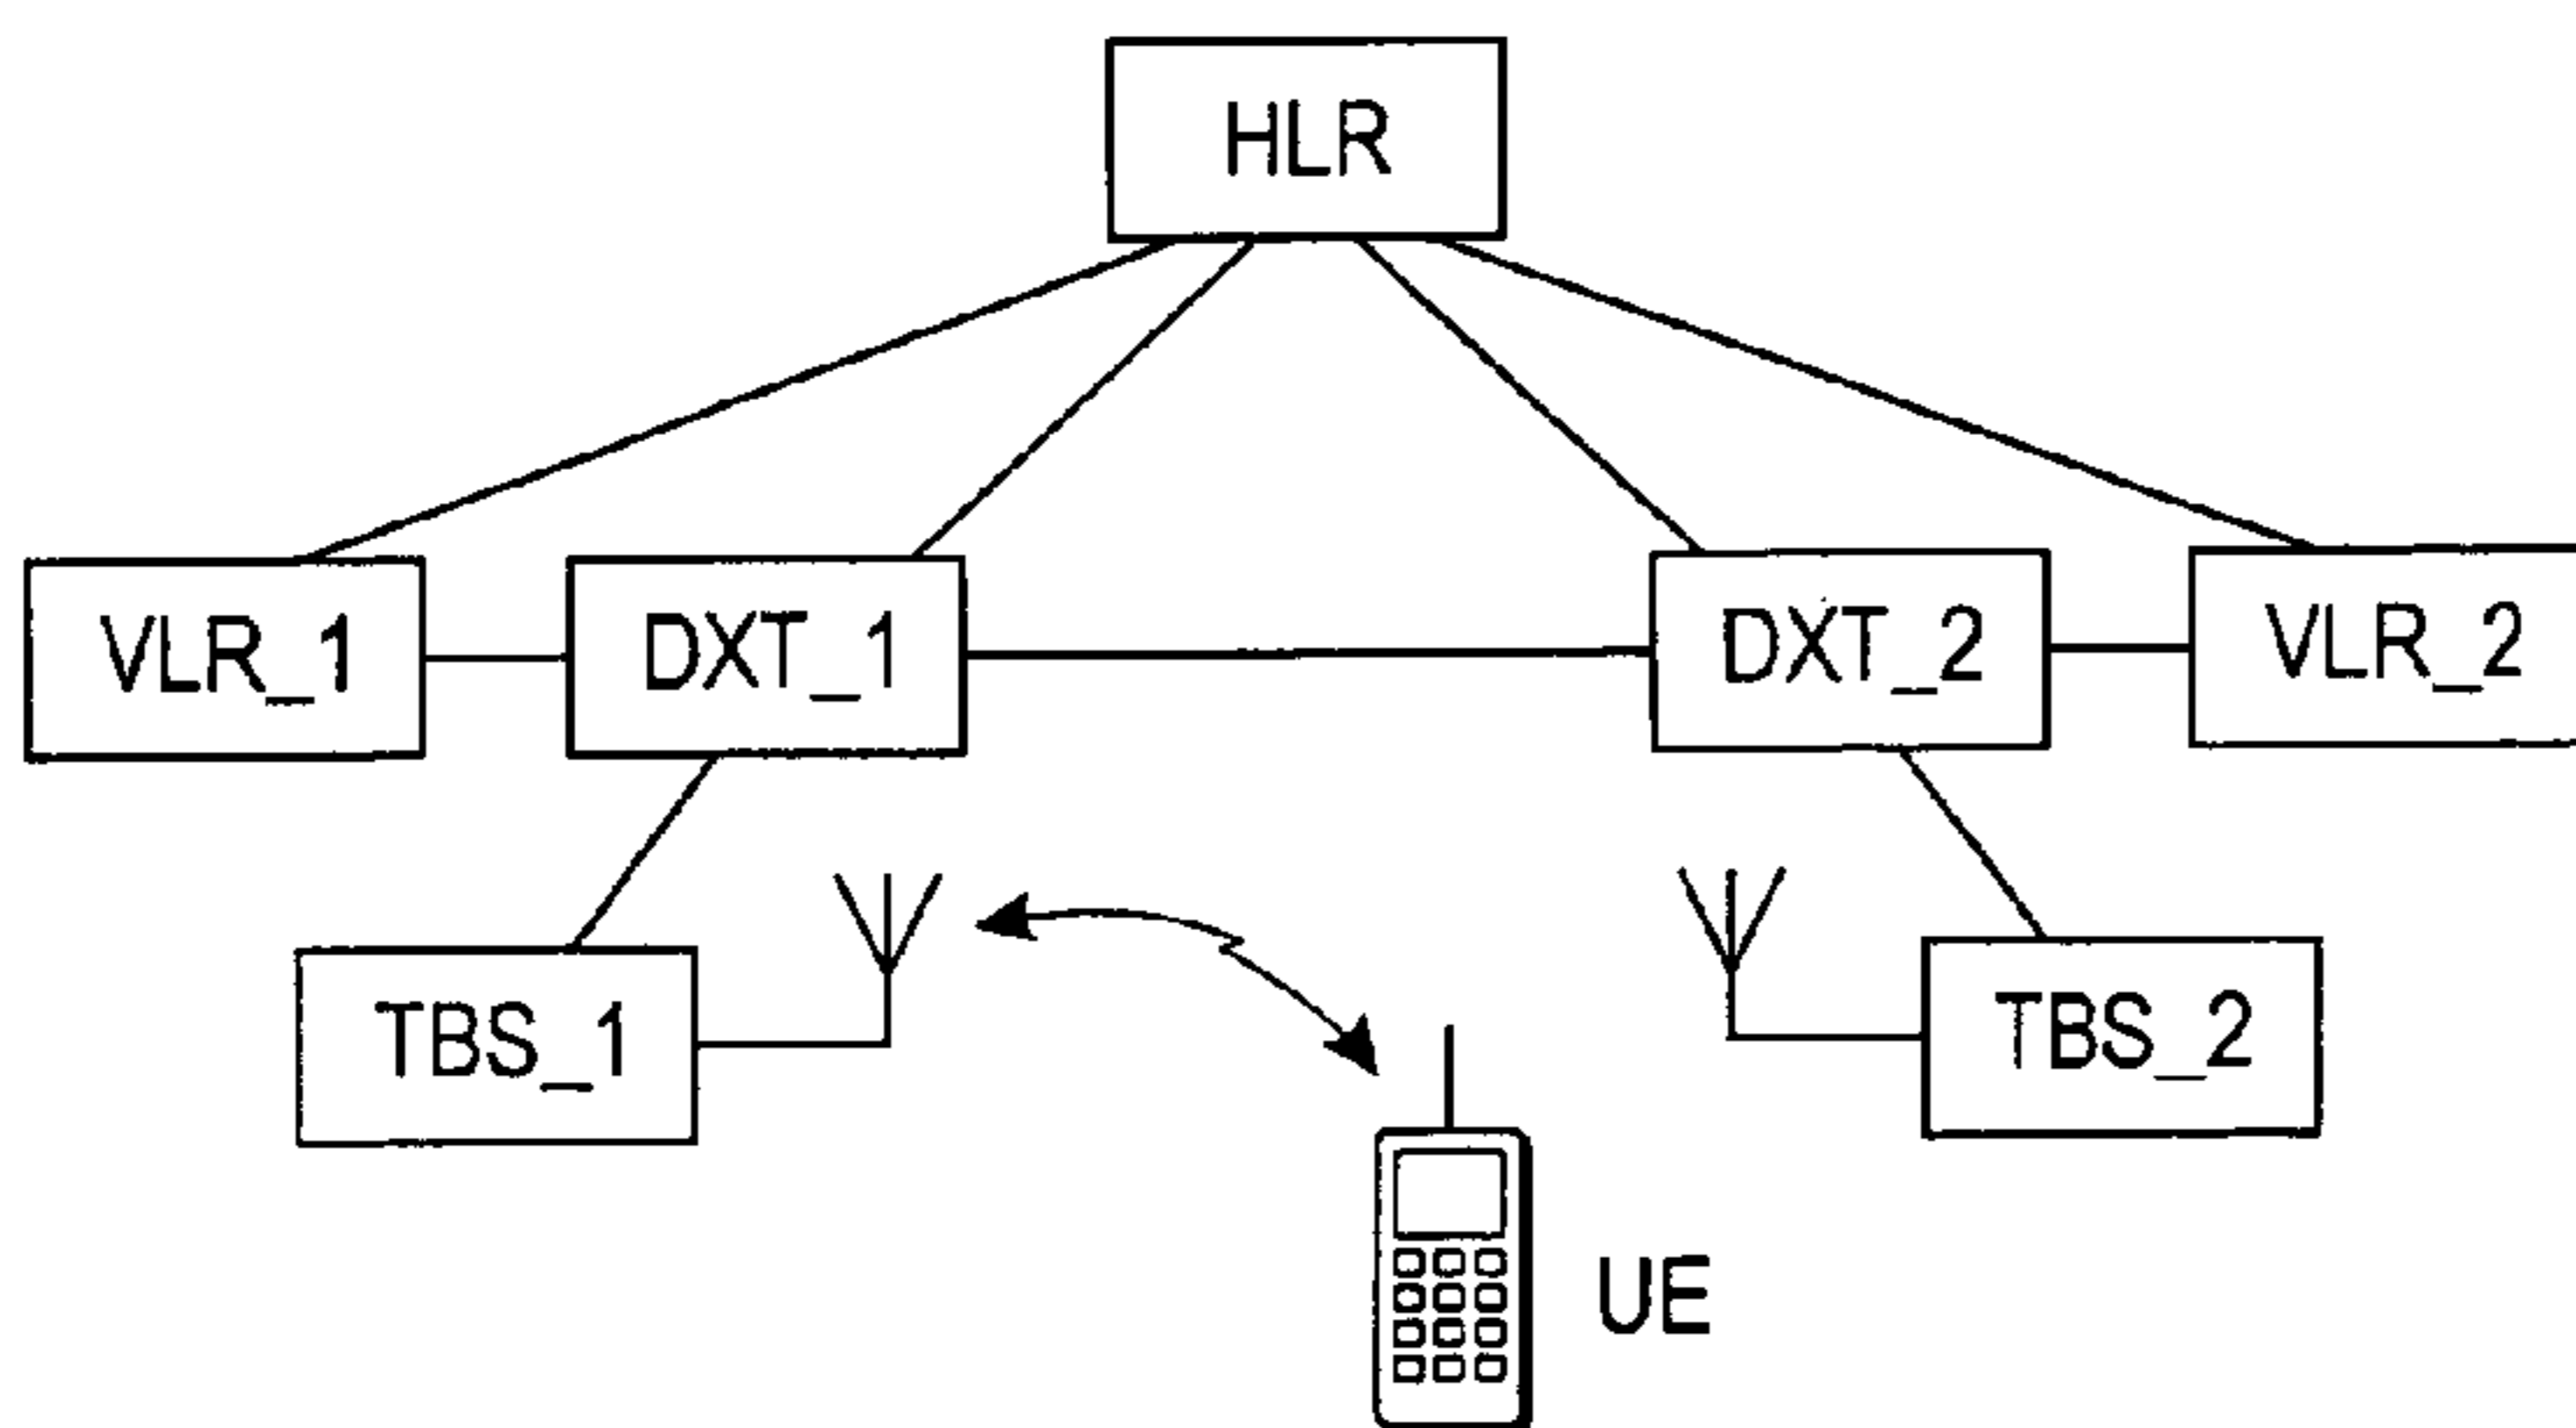 HLR
VLR_1
DXT_1
DXT_2
VLR_2
TBS_1
TBS_2
UE